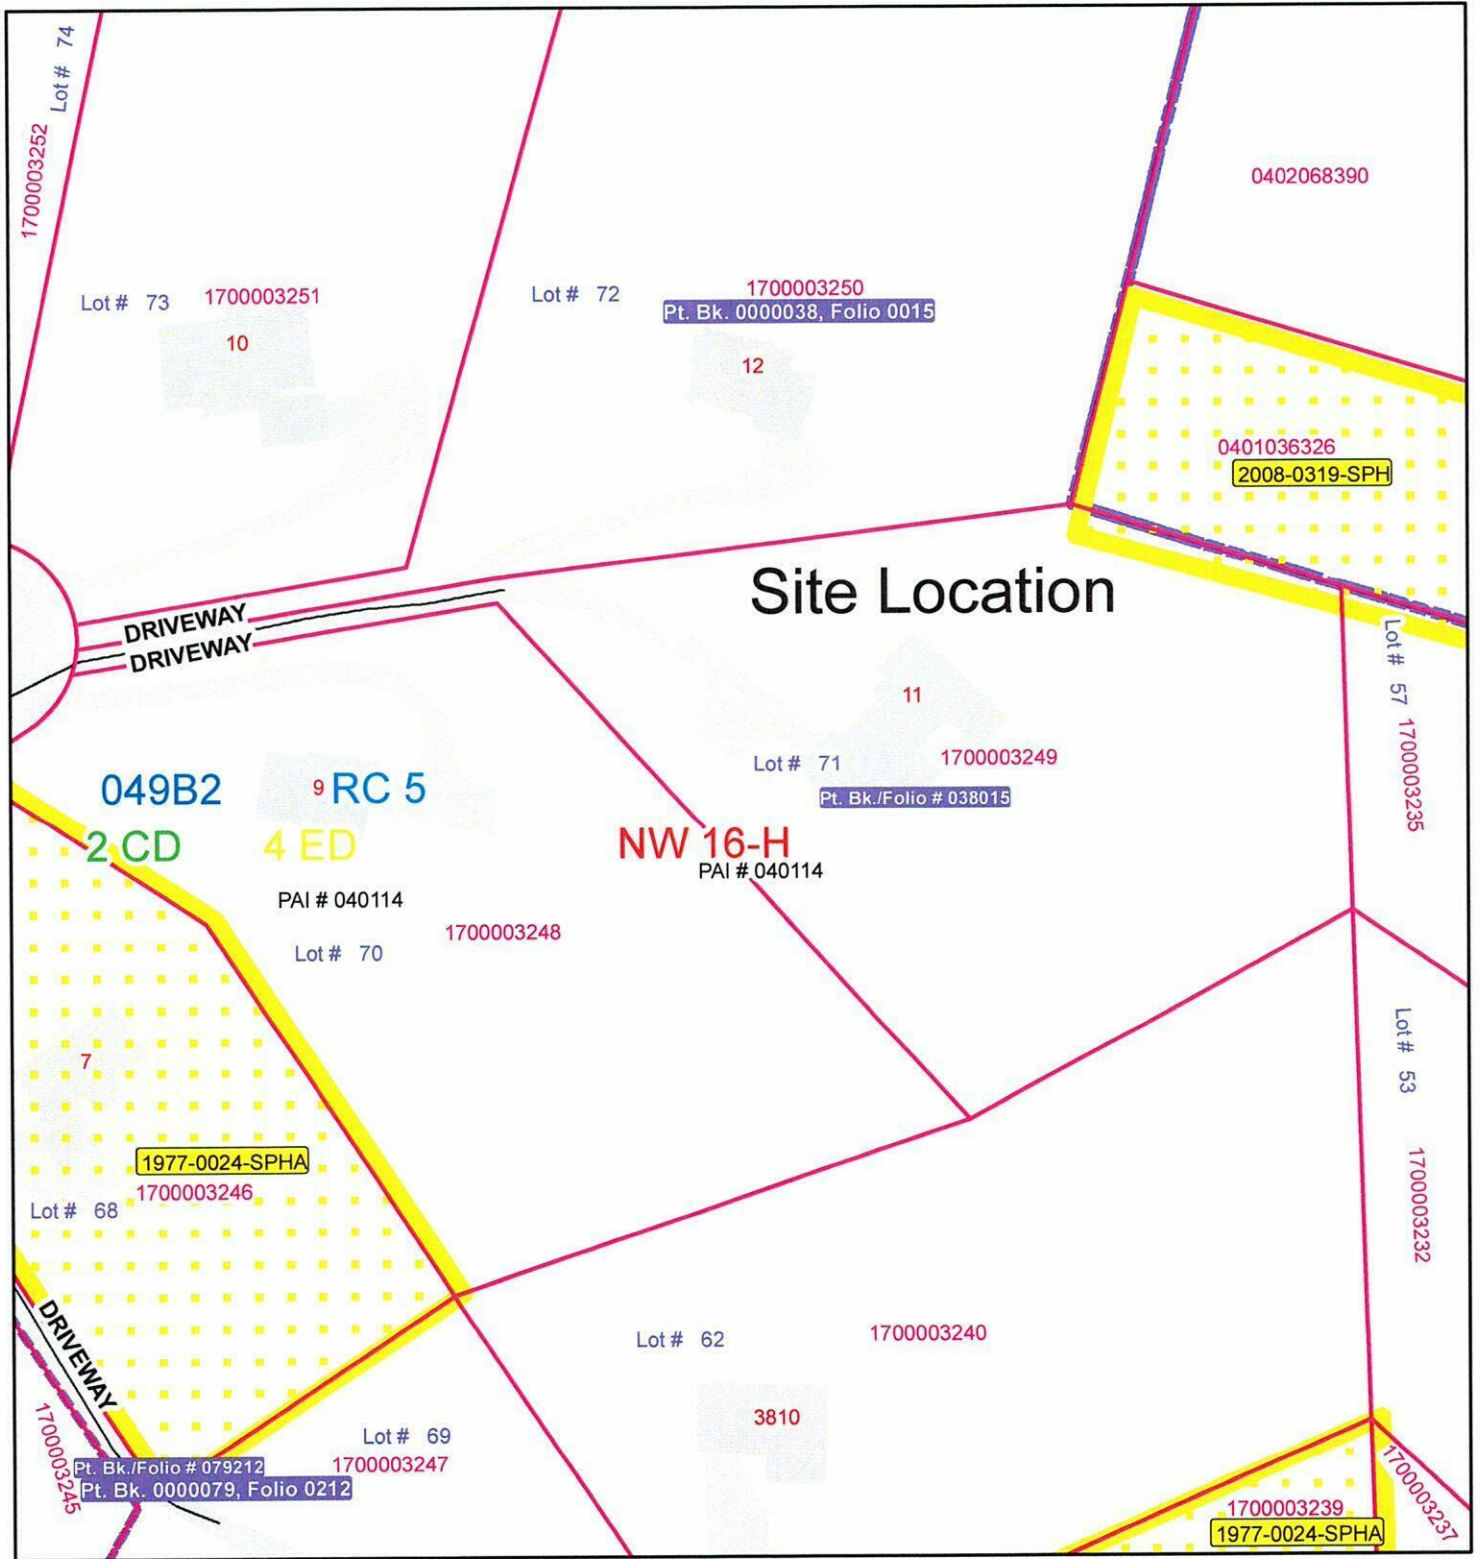 Lot # 74
1700003252
0402068390
Lot # 73
1700003251
10
Lot # 72
1700003250
Pt. Bk. 0000038, Folio 0015
12
0401036326
2008-0319-SPH
Site Location
DRIVEWAY
DRIVEWAY
11
Lot # 71
1700003249
Pt. Bk./Folio # 038015
Lot # 57
1700003235
049B2
9
RC 5
2 CD
4 ED
NW 16-H
PAI # 040114
PAI # 040114
1700003248
Lot # 70
7
Lot # 53
1700003232
1977-0024-SPHA
1700003246
Lot # 68
DRIVEWAY
Lot # 62
1700003240
3810
Lot # 69
1700003247
1700003245
Pt. Bk./Folio # 079212
Pt. Bk. 0000079, Folio 0212
1700003239
1977-0024-SPHA
1700003237